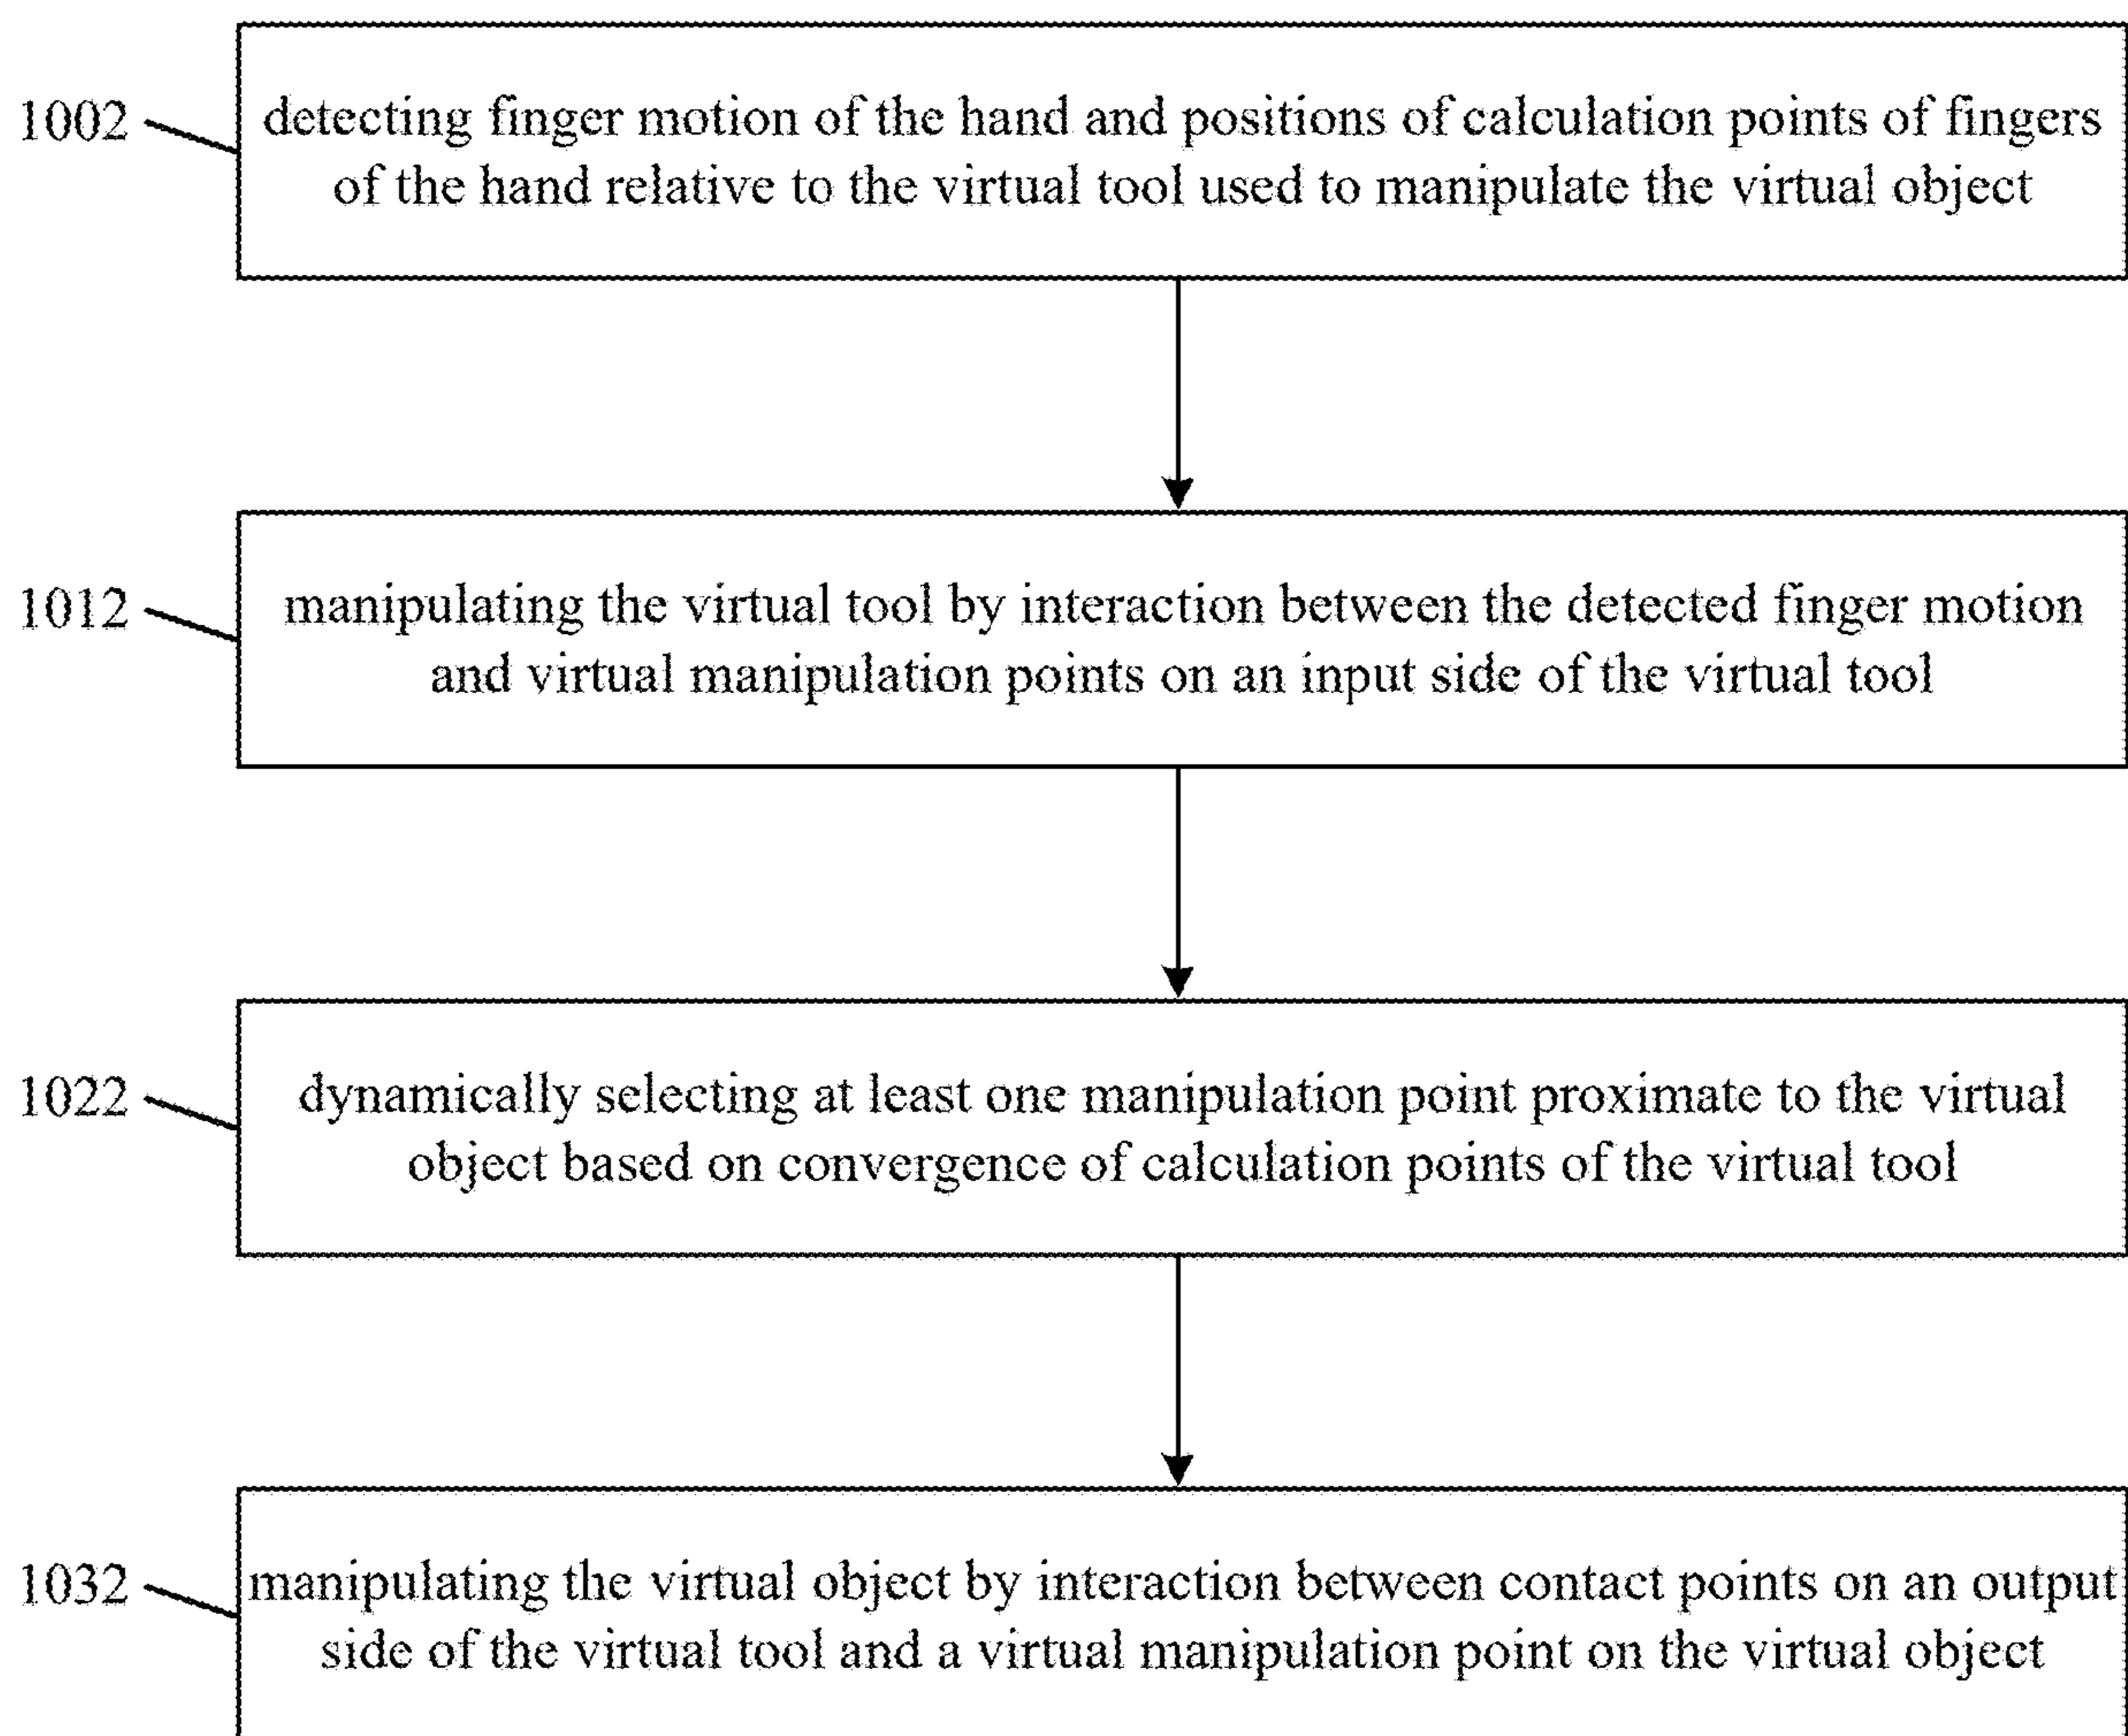 1002
detecting finger motion of the hand and positions of calculation points of fingers
of the hand relative to the virtual tool used to manipulate the virtual object
1012
manipulating the virtual tool by interaction between the detected finger motion
and virtual manipulation points on an input side of the virtual tool
1022
dynamically selecting at least one manipulation point proximate to the virtual
object based on convergence of calculation points of the virtual tool
1032
manipulating the virtual object by interaction between contact points on an output
side of the virtual tool and a virtual manipulation point on the virtual object